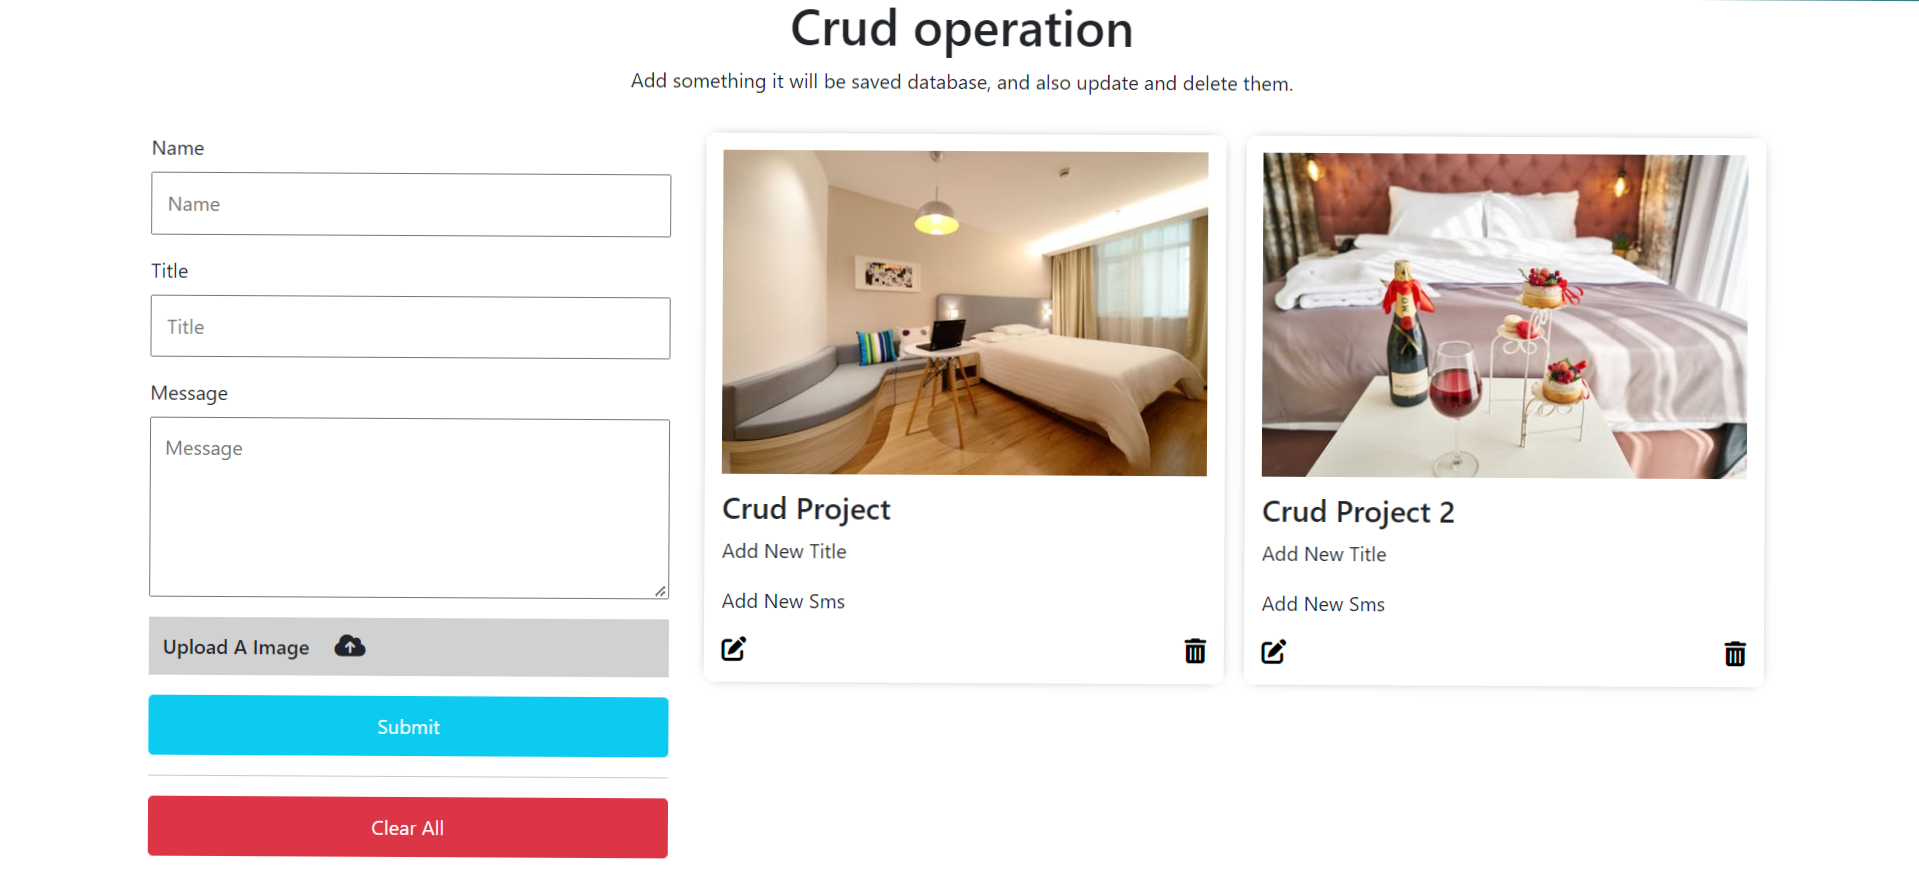 Crud operation
Add something it will be saved database, and also update and delete them.
Name
Name
Title
Title
Message
Message
Upload A Image
Submit
Clear All
Crud Project
Add New Title
Add New Sms
Crud Project 2
Add New Title
Add New Sms